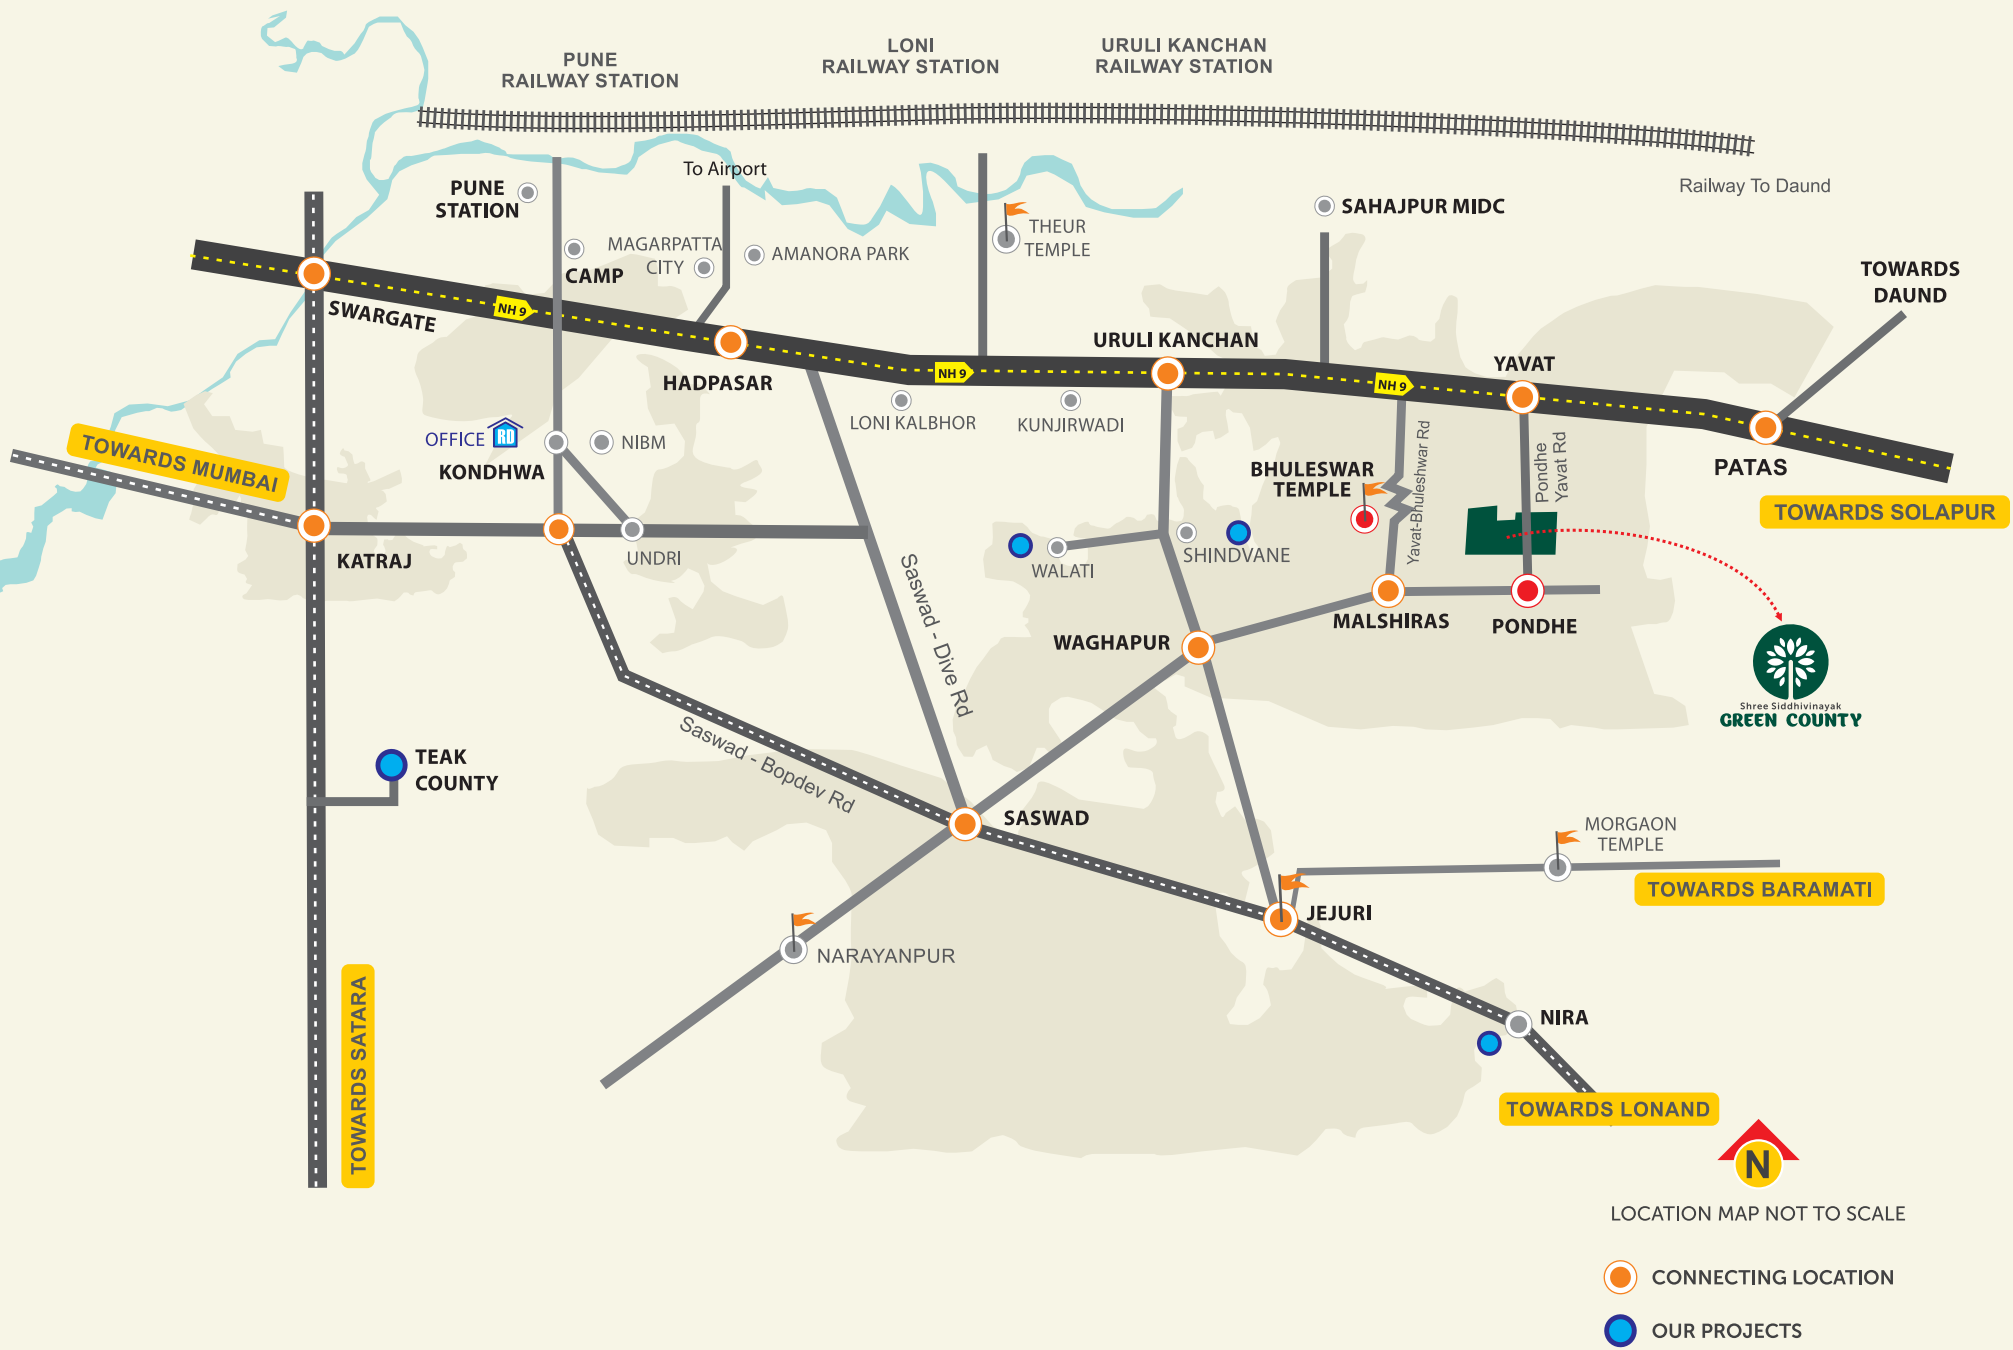 PUNE
RAILWAY STATION
LONI
RAILWAY STATION
URULI KANCHAN
RAILWAY STATION
Railway To Daund
To Airport
PUNE
STATION
CAMP
MAGARPATTA
CITY
AMANORA PARK
THEUR
TEMPLE
SAHAJPUR MIDC
TOWARDS
DAUND
SWARGATE
NH 9
HADPASAR
NH 9
URULI KANCHAN
NH 9
YAVAT
PATAS
TOWARDS SOLAPUR
LONI KALBHOR
KUNJIRWADI
TOWARDS MUMBAI
OFFICE
RD
NIBM
KONDHWA
KATRAJ
UNDRI
BHULESWAR
TEMPLE
Yavat-Bhuleshwar Rd
Pondhe
Yavat Rd
WALATI
SHINDVANE
Saswad - Dive Rd
MALSHIRAS
PONDHE
WAGHAPUR
Shree Siddhivinayak
GREEN COUNTY
Saswad - Bopdev Rd
TEAK
COUNTY
SASWAD
MORGAON
TEMPLE
TOWARDS BARAMATI
JEJURI
NARAYANPUR
TOWARDS SATARA
NIRA
TOWARDS LONAND
N
LOCATION MAP NOT TO SCALE
CONNECTING LOCATION
OUR PROJECTS